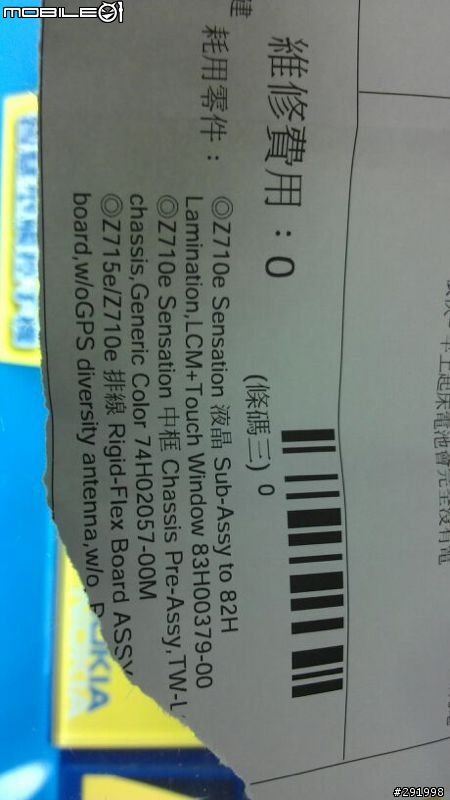 MOBILE01
維修費用：0
(條碼三) 0
耗用零件：
◎Z710e Sensation 液晶 Sub-Assy to 82H
Lamination,LCM+Touch Window 83H00379-00
◎Z710e Sensation 中框 Chassis Pre-Assy,TW-L
chassis,Generic Color 74H02057-00M
◎Z715e/Z710e 排線 Rigid-Flex Board ASSY
board,w/oGPS diversity antenna,w/o
NOKIA
#291998